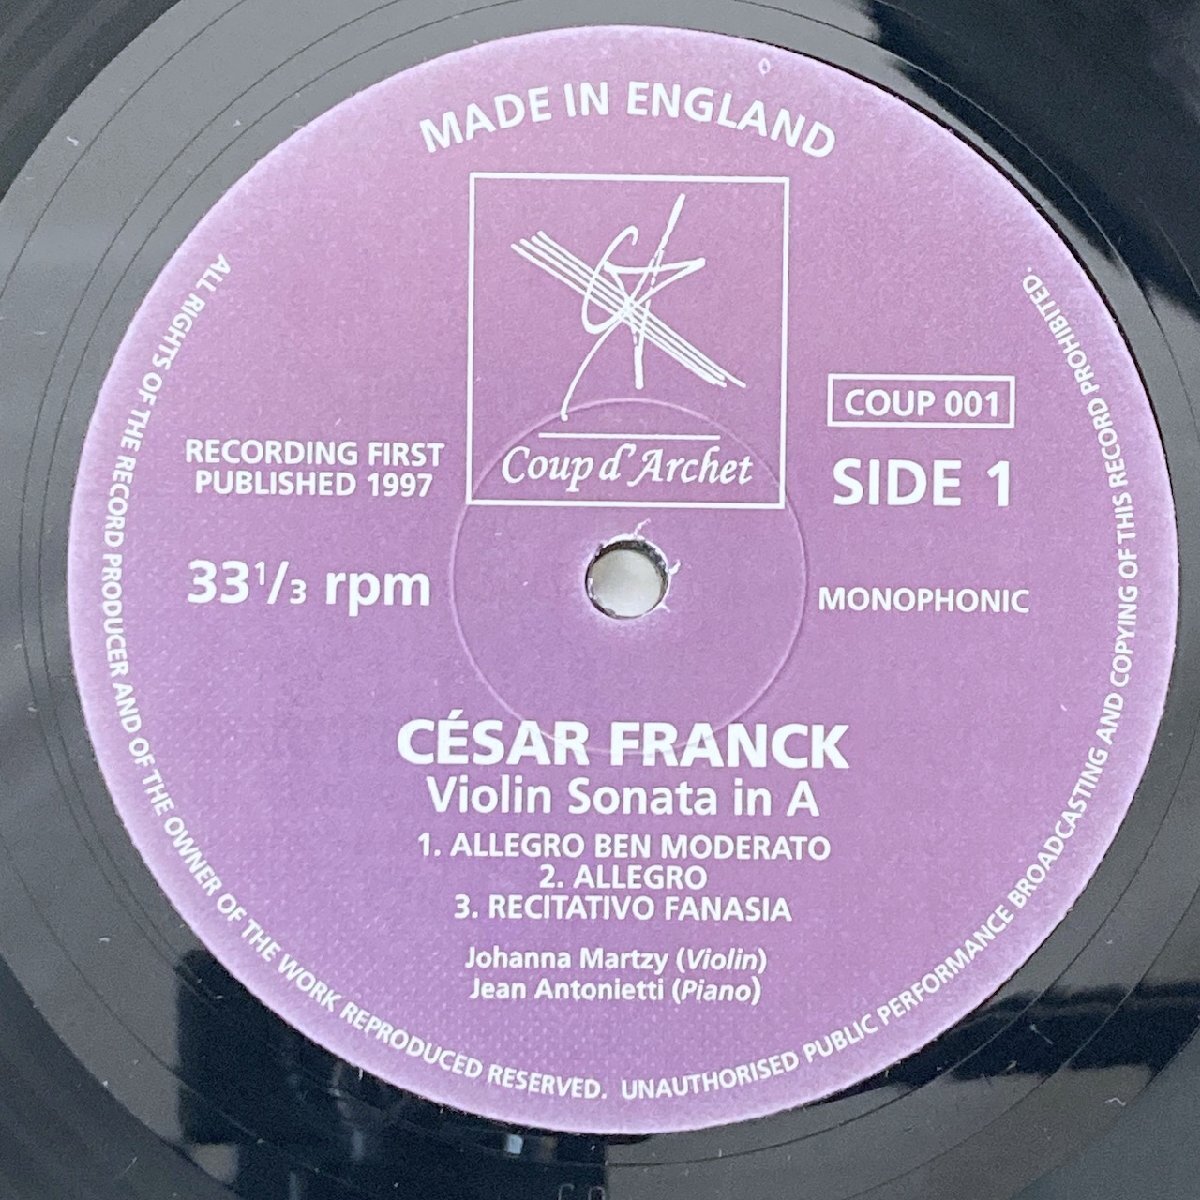 MADE IN ENGLAND
Coup d'Archet
COUP 001
SIDE 1
RECORDING FIRST
PUBLISHED 1997
33 1/3 rpm
MONOPHONIC
CÉSAR FRANCK
Violin Sonata in A
1. ALLEGRO BEN MODERATO
2. ALLEGRO
3. RECITATIVO FANASIA
Johanna Martzy (Violin)
Jean Antonietti (Piano)
ALL RIGHTS OF THE RECORD PRODUCER AND OF THE OWNER OF THE WORK REPRODUCED RESERVED. UNAUTHORISED PUBLIC PERFORMANCE BROADCASTING AND COPYING OF THIS RECORD PROHIBITED.